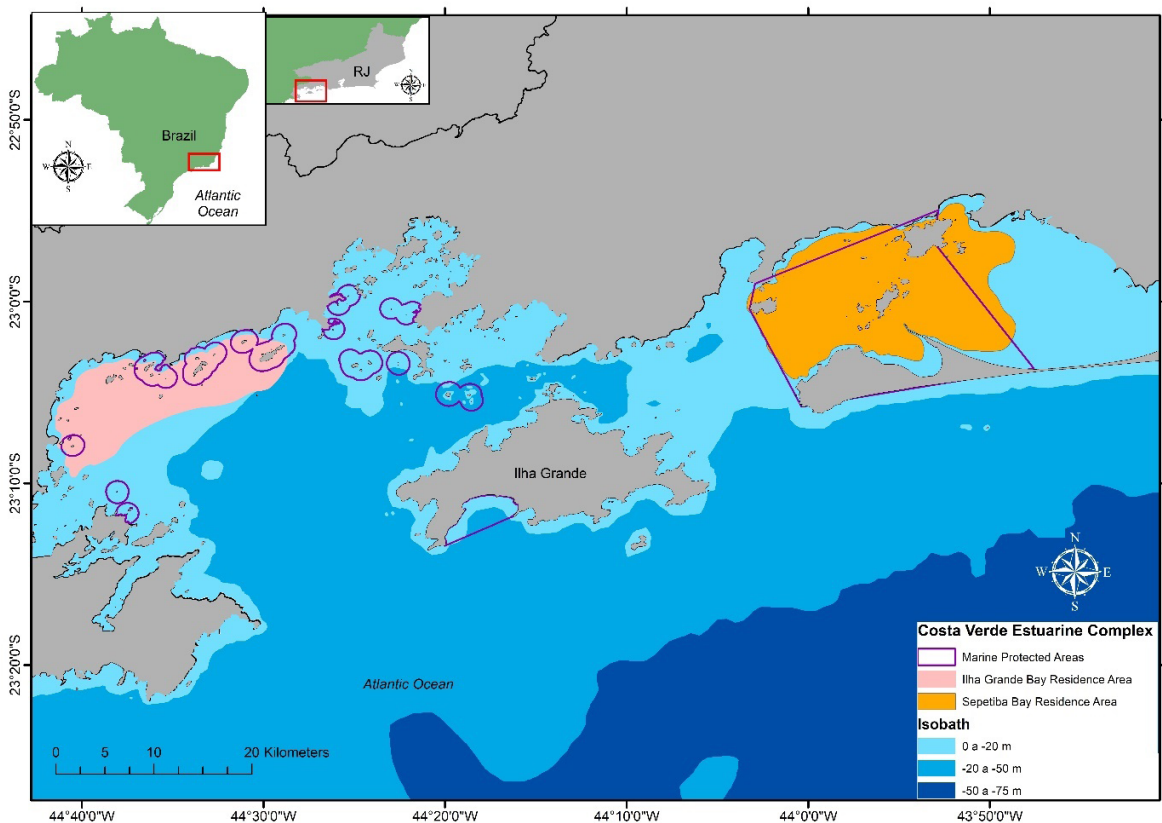 Brazil
Atlantic
Ocean
N
W
E
S
RJ
N
W
E
S
22°50'0"S
23°0'0"S
23°10'0"S
23°20'0"S
Ilha Grande
Atlantic Ocean
N
W
E
S
0 5 10 20 Kilometers
Costa Verde Estuarine Complex
Marine Protected Areas
Ilha Grande Bay Residence Area
Sepetiba Bay Residence Area
Isobath
0 a -20 m
-20 a -50 m
-50 a -75 m
44°40'0"W 44°30'0"W 44°20'0"W 44°10'0"W 44°0'0"W 43°50'0"W